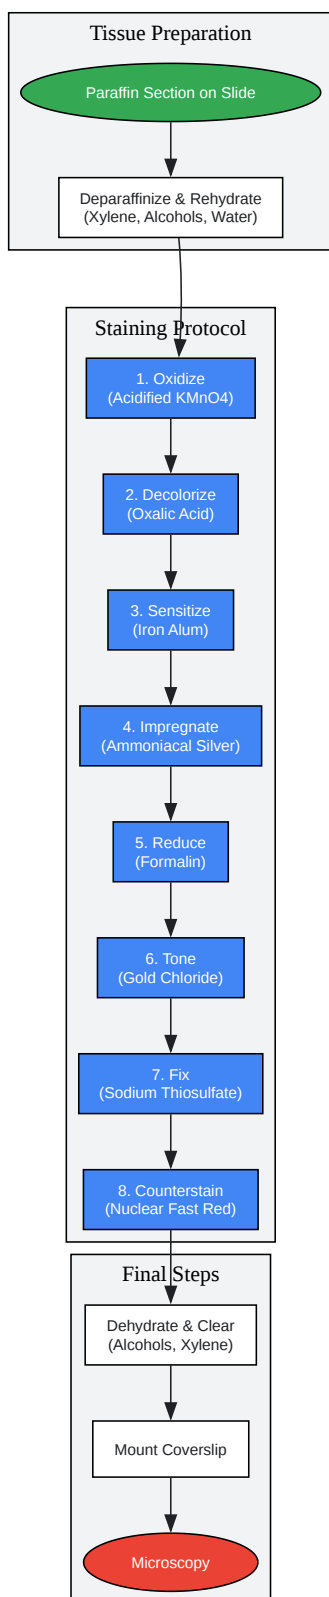 Tissue Preparation
Paraffin Section on Slide
Deparaffinize & Rehydrate
(Xylene, Alcohols, Water)
Staining Protocol
1. Oxidize
(Acidified KMnO4)
2. Decolorize
(Oxalic Acid)
3. Sensitize
(Iron Alum)
4. Impregnate
(Ammoniacal Silver)
5. Reduce
(Formalin)
6. Tone
(Gold Chloride)
7. Fix
(Sodium Thiosulfate)
8. Counterstain
(Nuclear Fast Red)
Final Steps
Dehydrate & Clear
(Alcohols, Xylene)
Mount Coverslip
Microscopy